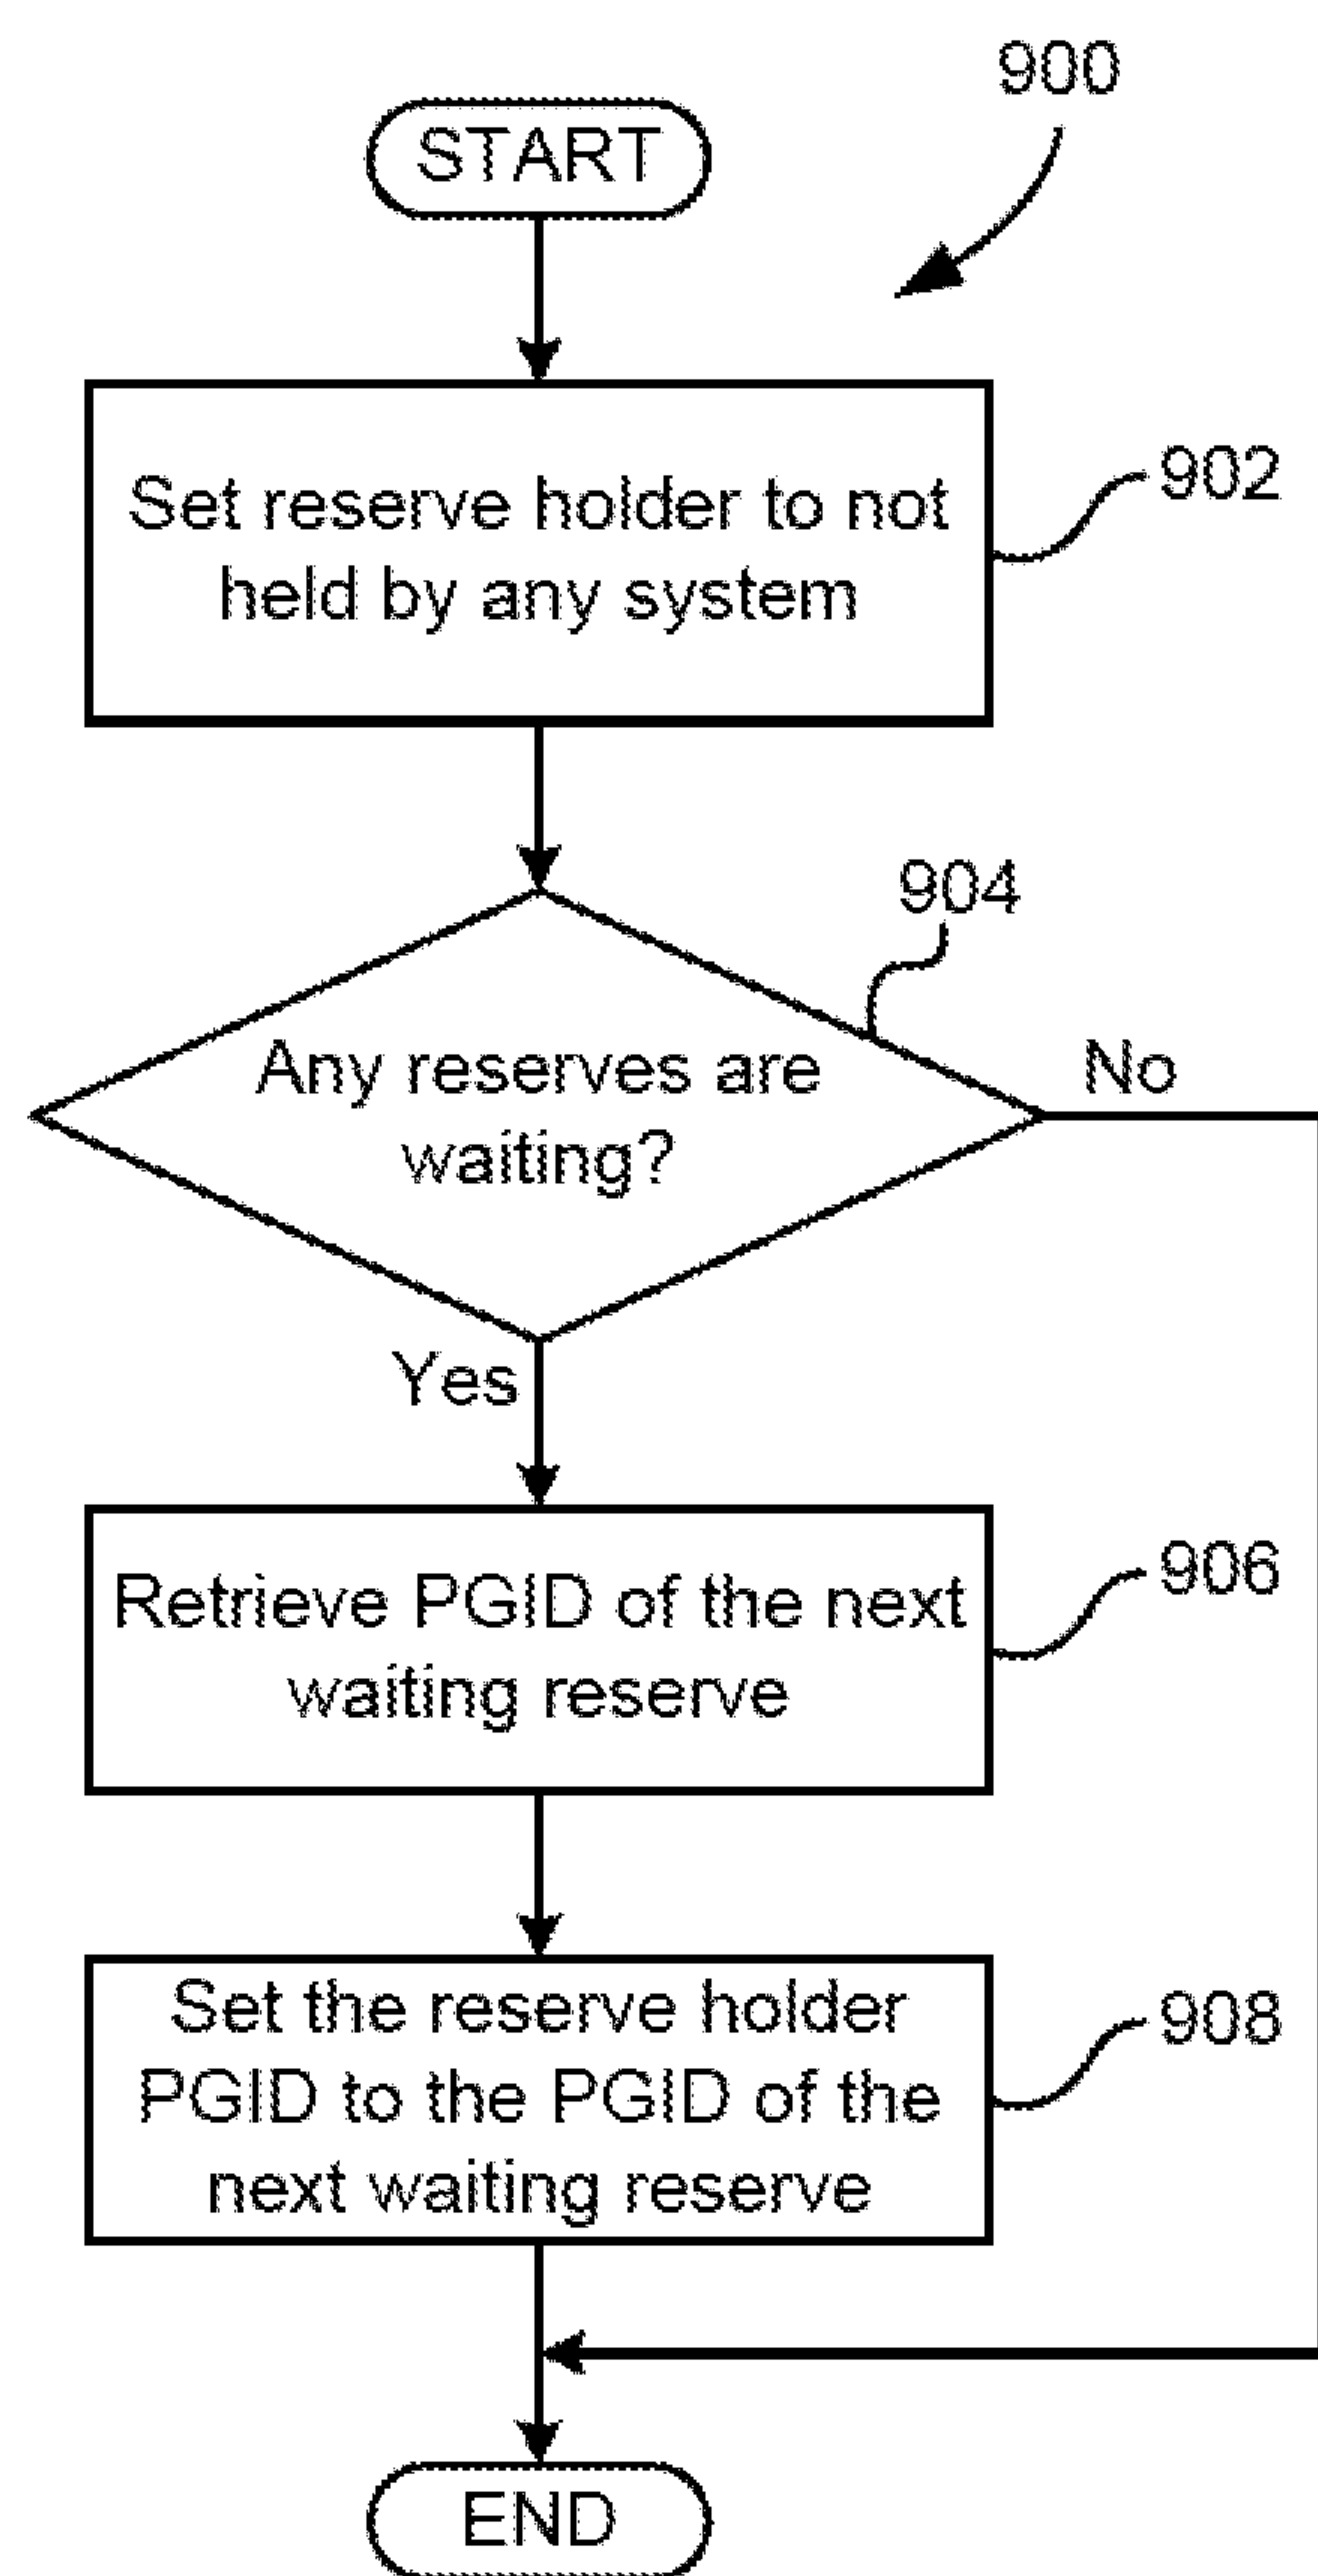 900
START
Set reserve holder to not
held by any system
902
904
Any reserves are
waiting?
No
Yes
Retrieve PGID of the next
waiting reserve
906
Set the reserve holder
PGID to the PGID of the
next waiting reserve
908
END